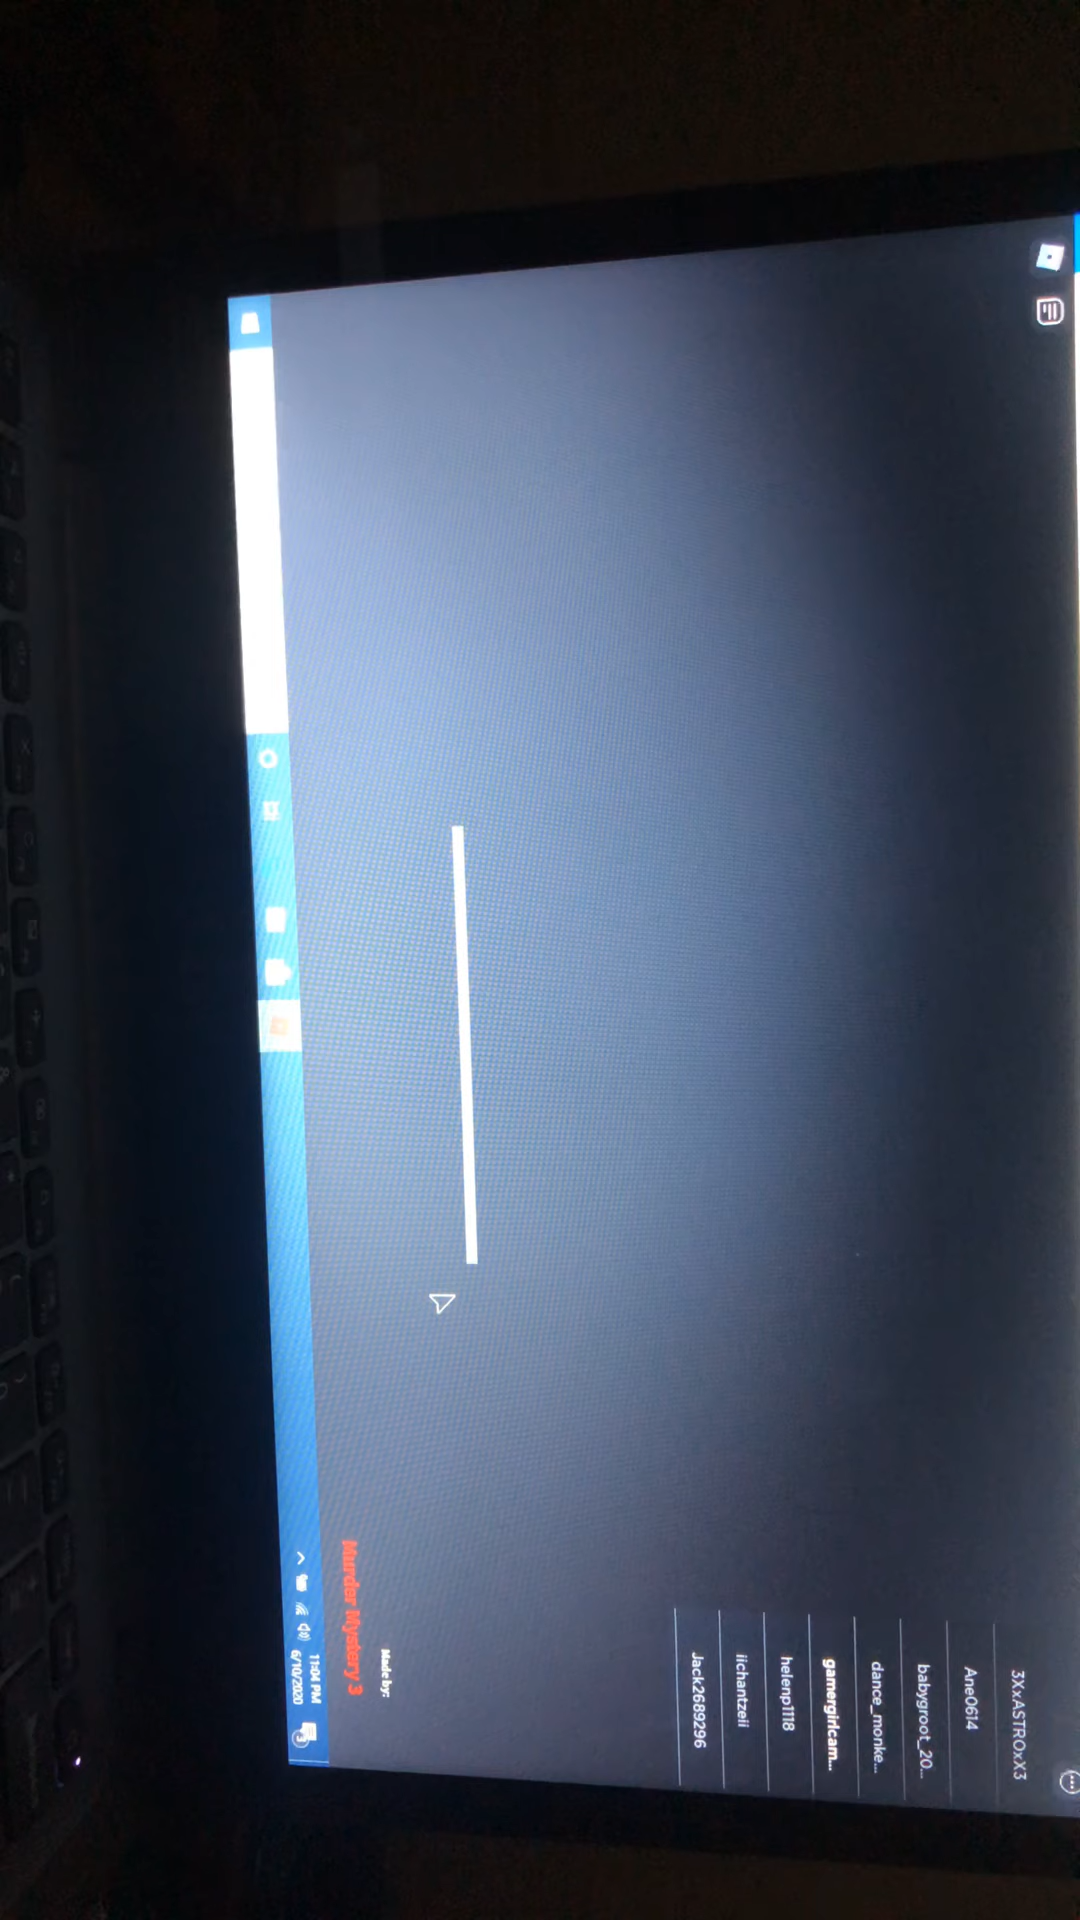 3XxASTROxX3
Ane0614
babygroot_20...
dance_monke...
gamergirlcam...
helenp1118
iichantzeii
Jack2689296
Made by:
Murder Mystery 3
11:04 PM
6/10/2020
3